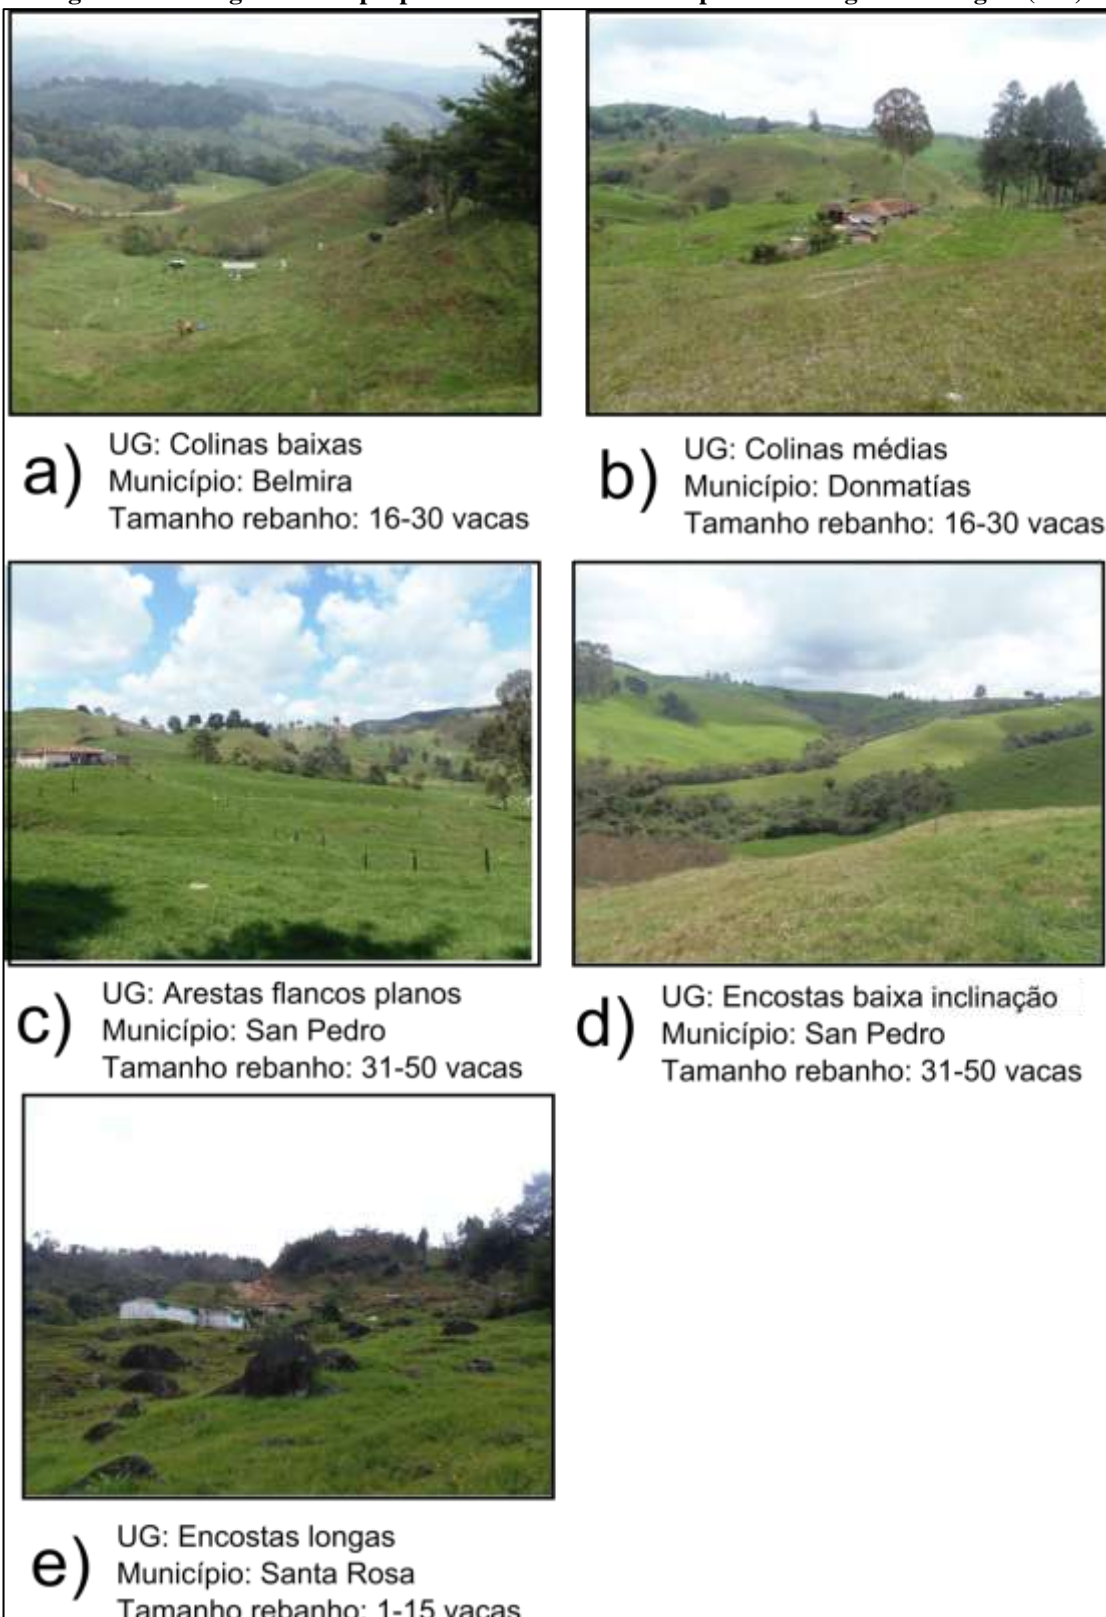 a) UG: Colinas baixas
Município: Belmira
Tamanho rebanho: 16-30 vacas
b) UG: Colinas médias
Município: Donmatías
Tamanho rebanho: 16-30 vacas
c) UG: Arestas flancos planos
Município: San Pedro
Tamanho rebanho: 31-50 vacas
d) UG: Encostas baixa inclinação
Município: San Pedro
Tamanho rebanho: 31-50 vacas
e) UG: Encostas longas
Município: Santa Rosa
Tamanho rebanho: 1-15 vacas